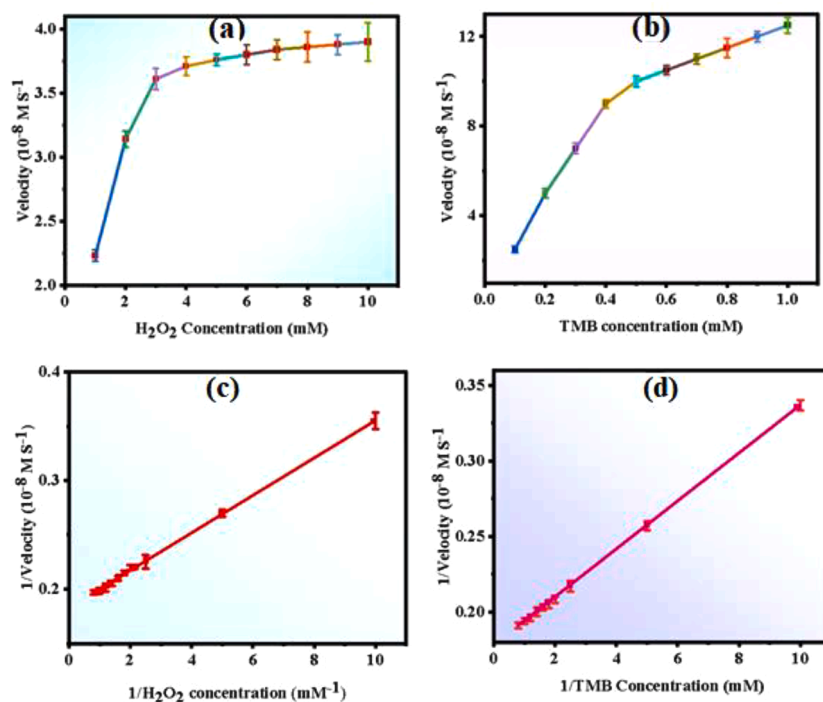 (a)
Velocity (10⁻⁸ M S⁻¹)
4.0
3.5
3.0
2.5
2.0
0 2 4 6 8 10
H₂O₂ Concentration (mM)
(b)
Velocity (10⁻⁸ M S⁻¹)
12
8
4
0.0 0.2 0.4 0.6 0.8 1.0
TMB concentration (mM)
(c)
1/Velocity (10⁻⁸ M S⁻¹
0.4
0.3
0.2
0 2 4 6 8 10
1/H₂O₂ concentration (mM⁻¹)
(d)
1/Velocity (10⁻⁸ M S⁻¹
0.35
0.30
0.25
0.20
0 2 4 6 8 10
1/TMB Concentration (mM)